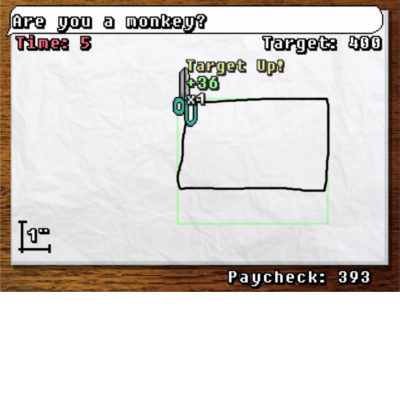 Are you a monkey?
Time: 5
Target: 400
Target Up!
+36
x1
1"
Paycheck: 393